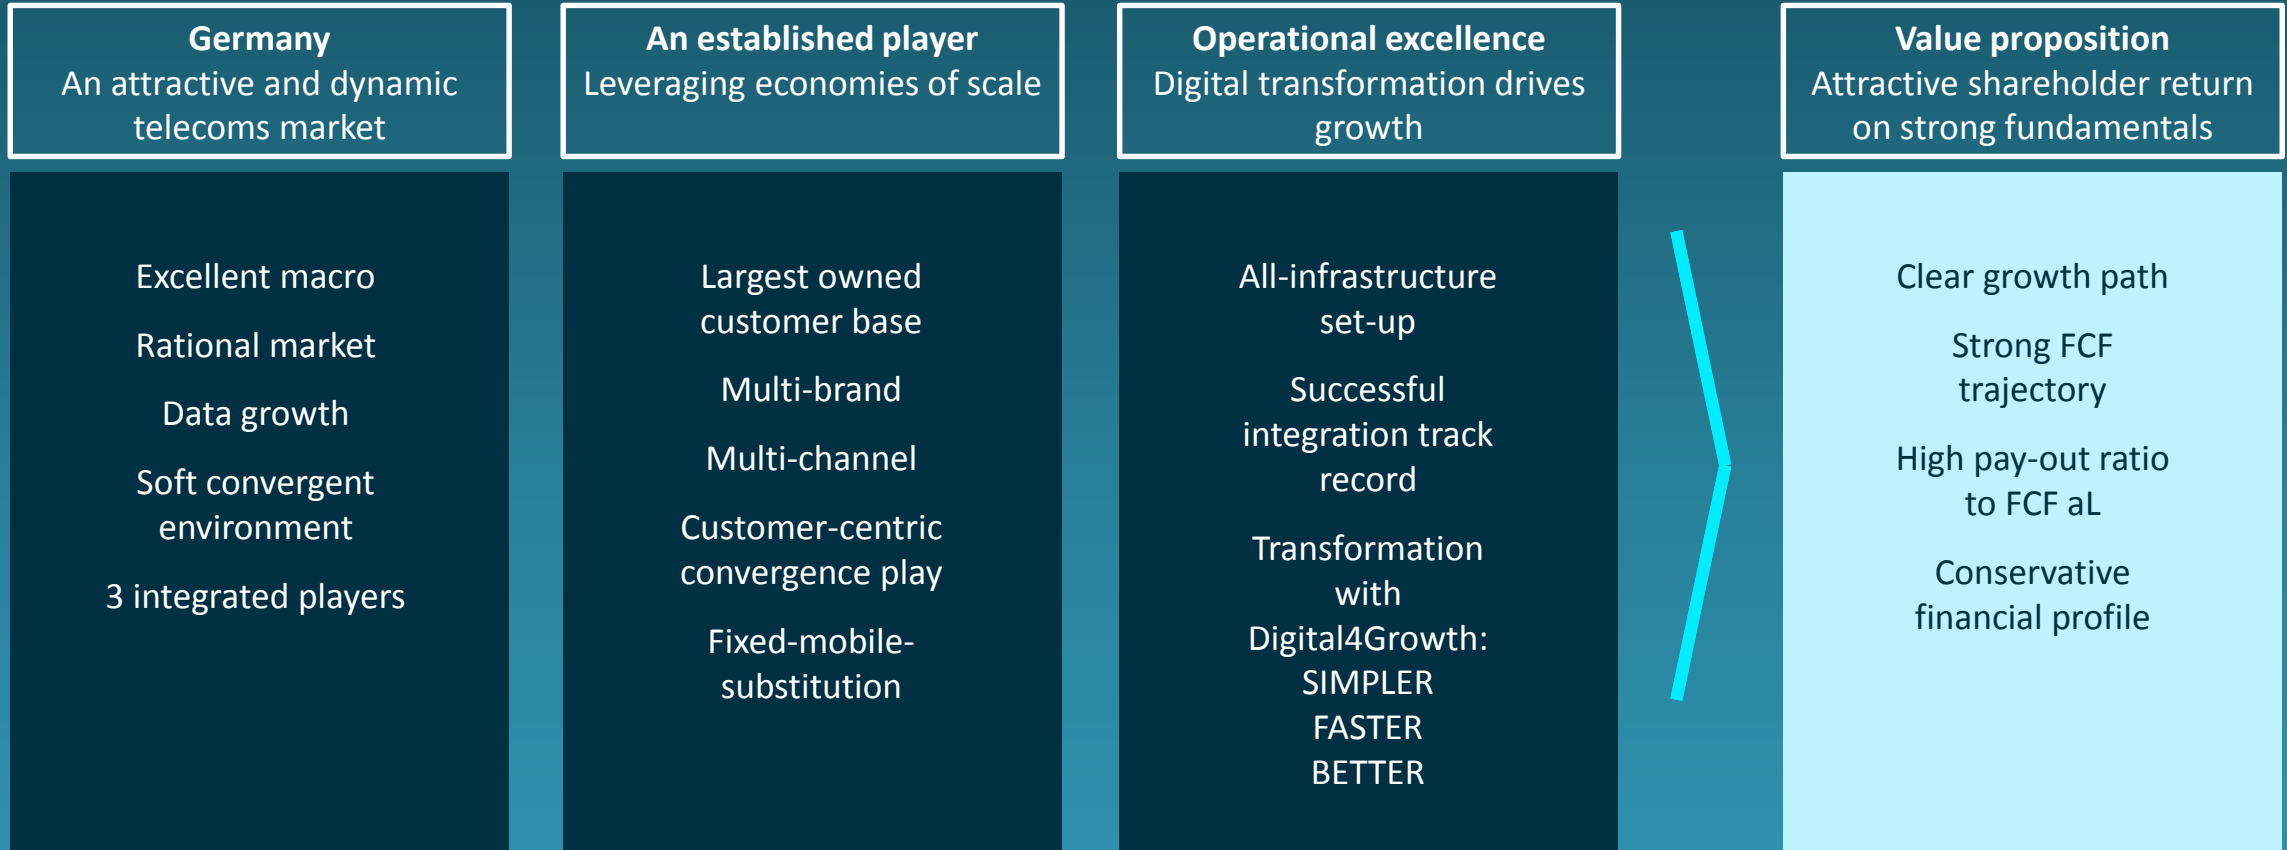 Germany
An attractive and dynamic
telecoms market
Excellent macro
Rational market
Data growth
Soft convergent
environment
3 integrated players
An established player
Leveraging economies of scale
Largest owned
customer base
Multi-brand
Multi-channel
Customer-centric
convergence play
Fixed-mobile-
substitution
Operational excellence
Digital transformation drives
growth
All-infrastructure
set-up
Successful
integration track
record
Transformation
with
Digital4Growth:
SIMPLER
FASTER
BETTER
Value proposition
Attractive shareholder return
on strong fundamentals
Clear growth path
Strong FCF
trajectory
High pay-out ratio
to FCF aL
Conservative
financial profile